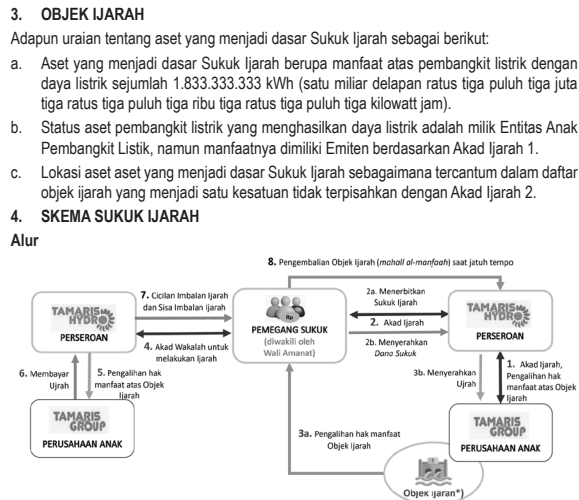 3. OBJEK IJARAH
Adapun uraian tentang aset yang menjadi dasar Sukuk Ijarah sebagai berikut:
a. Aset yang menjadi dasar Sukuk Ijarah berupa manfaat atas pembangkit listrik dengan
daya listrik sejumlah 1.833.333.333 kWh (satu miliar delapan ratus tiga puluh tiga juta
tiga ratus tiga puluh tiga ribu tiga ratus tiga puluh tiga kilowatt jam).
b. Status aset pembangkit listrik yang menghasilkan daya listrik adalah milik Entitas Anak
Pembangkit Listik, namun manfaatnya dimiliki Emiten berdasarkan Akad Ijarah 1.
c. Lokasi aset aset yang menjadi dasar Sukuk Ijarah sebagaimana tercantum dalam daftar
objek ijarah yang menjadi satu kesatuan tidak terpisahkan dengan Akad Ijarah 2.
4. SKEMA SUKUK IJARAH
Alur
8. Pengembalian Objek Ijarah (mahall al-manfaah) saat jatuh tempo
7. Cicilan Imbalan Ijarah
dan Sisa Imbalan Ijarah
2a. Menerbitkan
Sukuk Ijarah
TAMARIS
HYDRO
PERSEROAN
Rp
PEMEGANG SUKUK
(diwakili oleh
Wali Amanat)
2. Akad Ijarah
TAMARIS
HYDRO
PERSEROAN
4. Akad Wakalah untuk
melakukan Ijarah
2b. Menyerahkan
Dana Sukuk
6. Membayar
Ujrah
5. Pengalihan hak
manfaat atas Objek
Ijarah
3b. Menyerahkan
Ujrah
1. Akad Ijarah,
Pengalihan hak
manfaat atas Objek
Ijarah
TAMARIS
GROUP
PERUSAHAAN ANAK
3a. Pengalihan hak manfaat
Objek Ijarah
TAMARIS
GROUP
PERUSAHAAN ANAK
Objek Ijaran*)